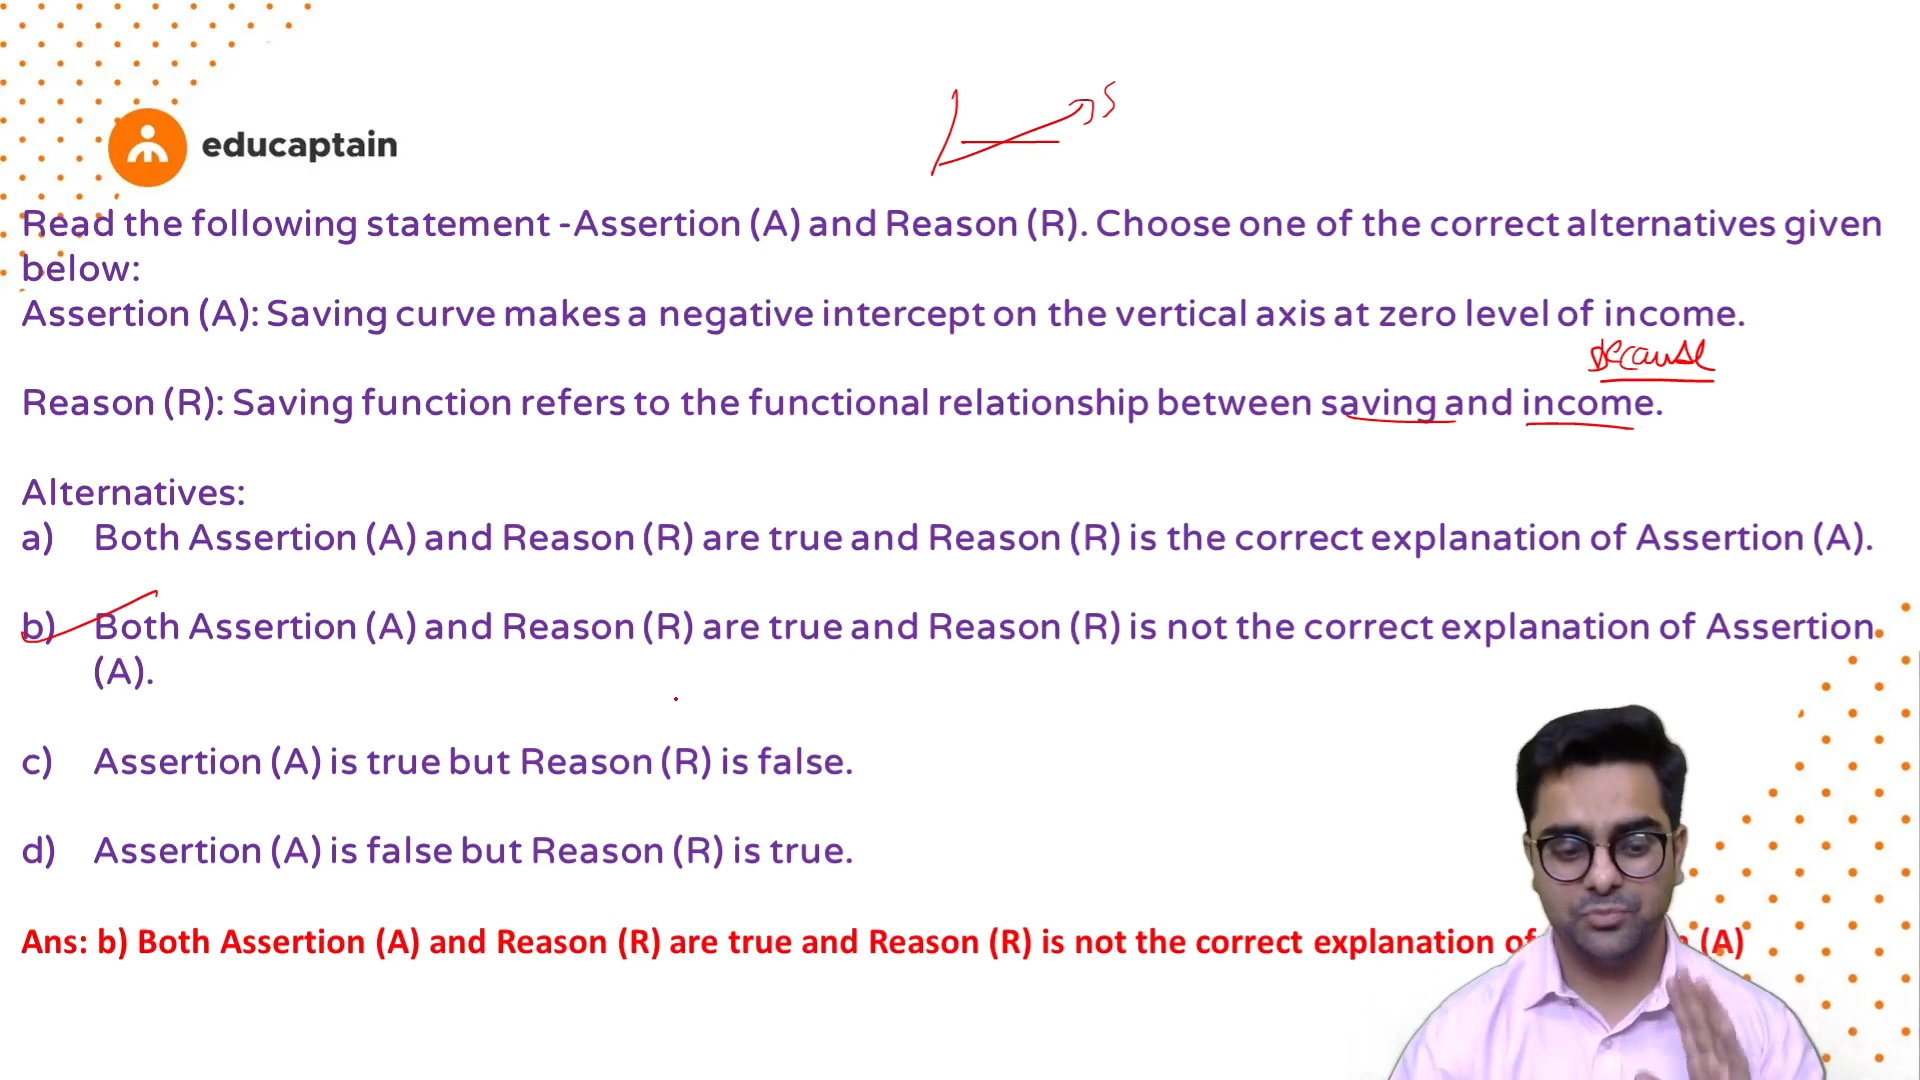 S
educaptain
Read the following statement -Assertion (A) and Reason (R). Choose one of the correct alternatives given
below:
Assertion (A): Saving curve makes a negative intercept on the vertical axis at zero level of income.
because
Reason (R): Saving function refers to the functional relationship between saving and income.
Alternatives:
a) Both Assertion (A) and Reason (R) are true and Reason (R) is the correct explanation of Assertion (A).
b) Both Assertion (A) and Reason (R) are true and Reason (R) is not the correct explanation of Assertion
(A).
c) Assertion (A) is true but Reason (R) is false.
d) Assertion (A) is false but Reason (R) is true.
Ans: b) Both Assertion (A) and Reason (R) are true and Reason (R) is not the correct explanation of (A)